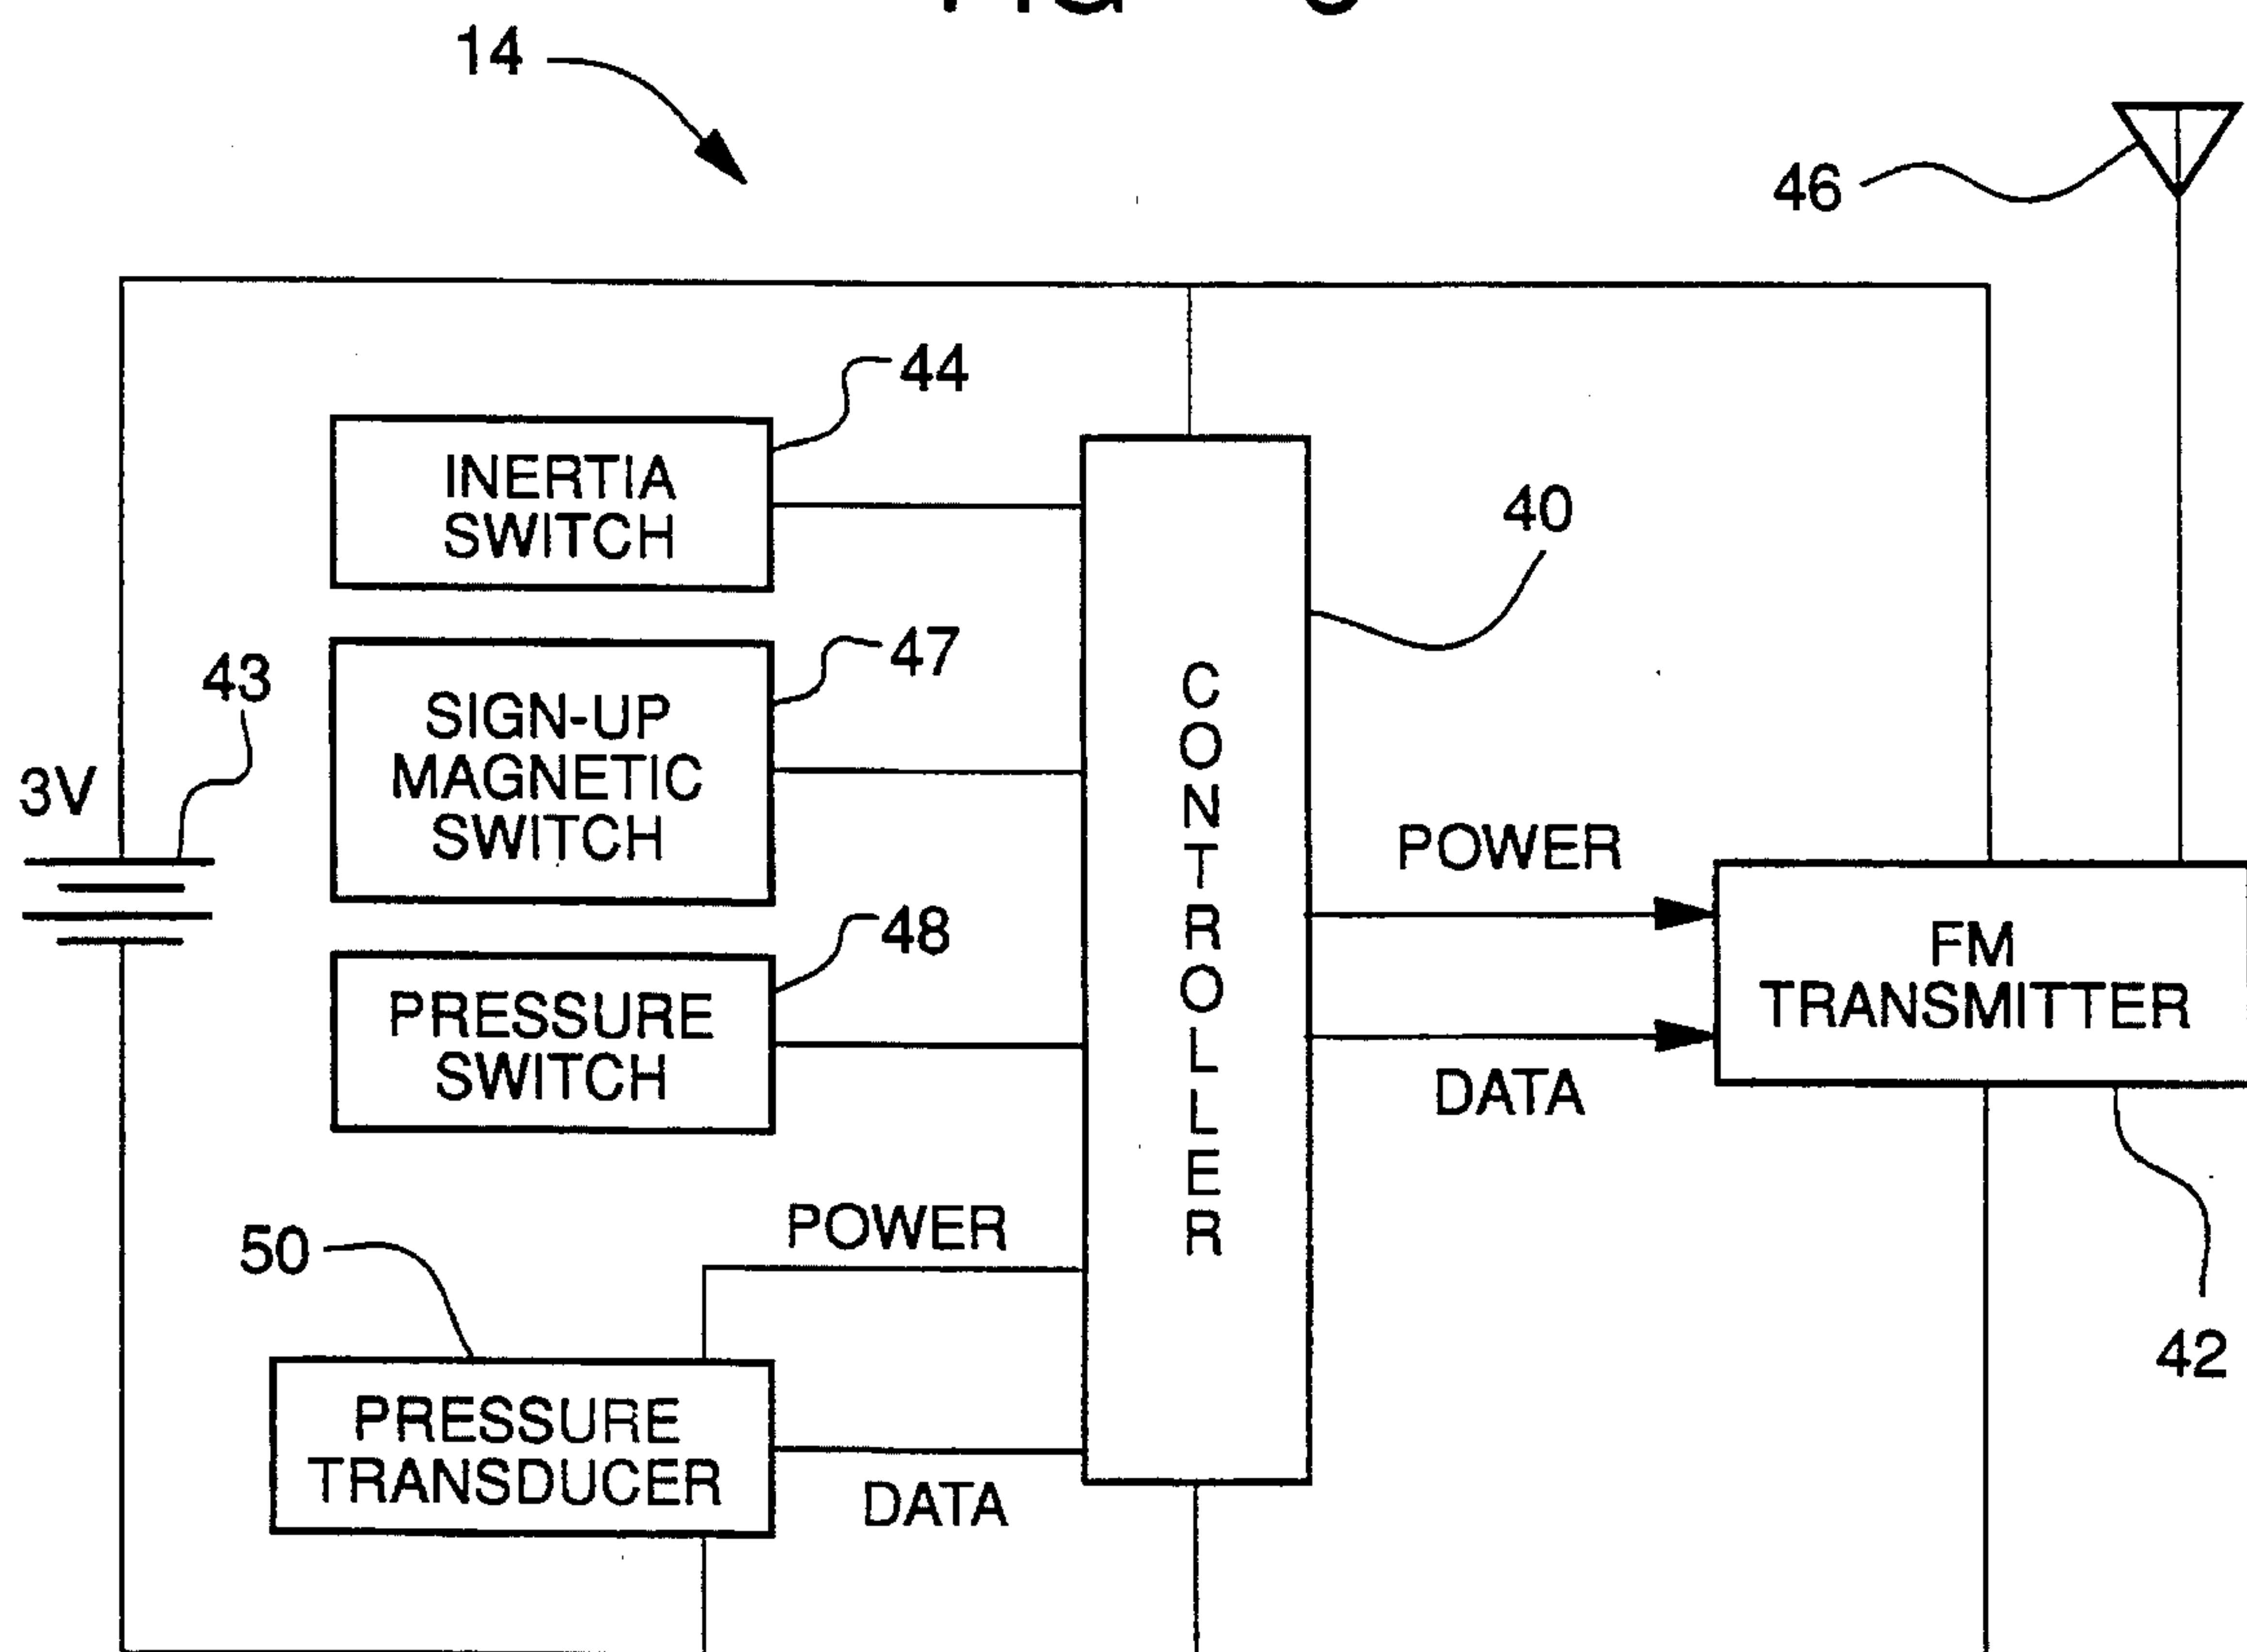 14
46
44
INERTIA
SWITCH
40
47
43
SIGN-UP
MAGNETIC
SWITCH
3V
CONTROLLER
POWER
48
PRESSURE
SWITCH
FM
TRANSMITTER
DATA
POWER
50
42
PRESSURE
TRANSDUCER
DATA